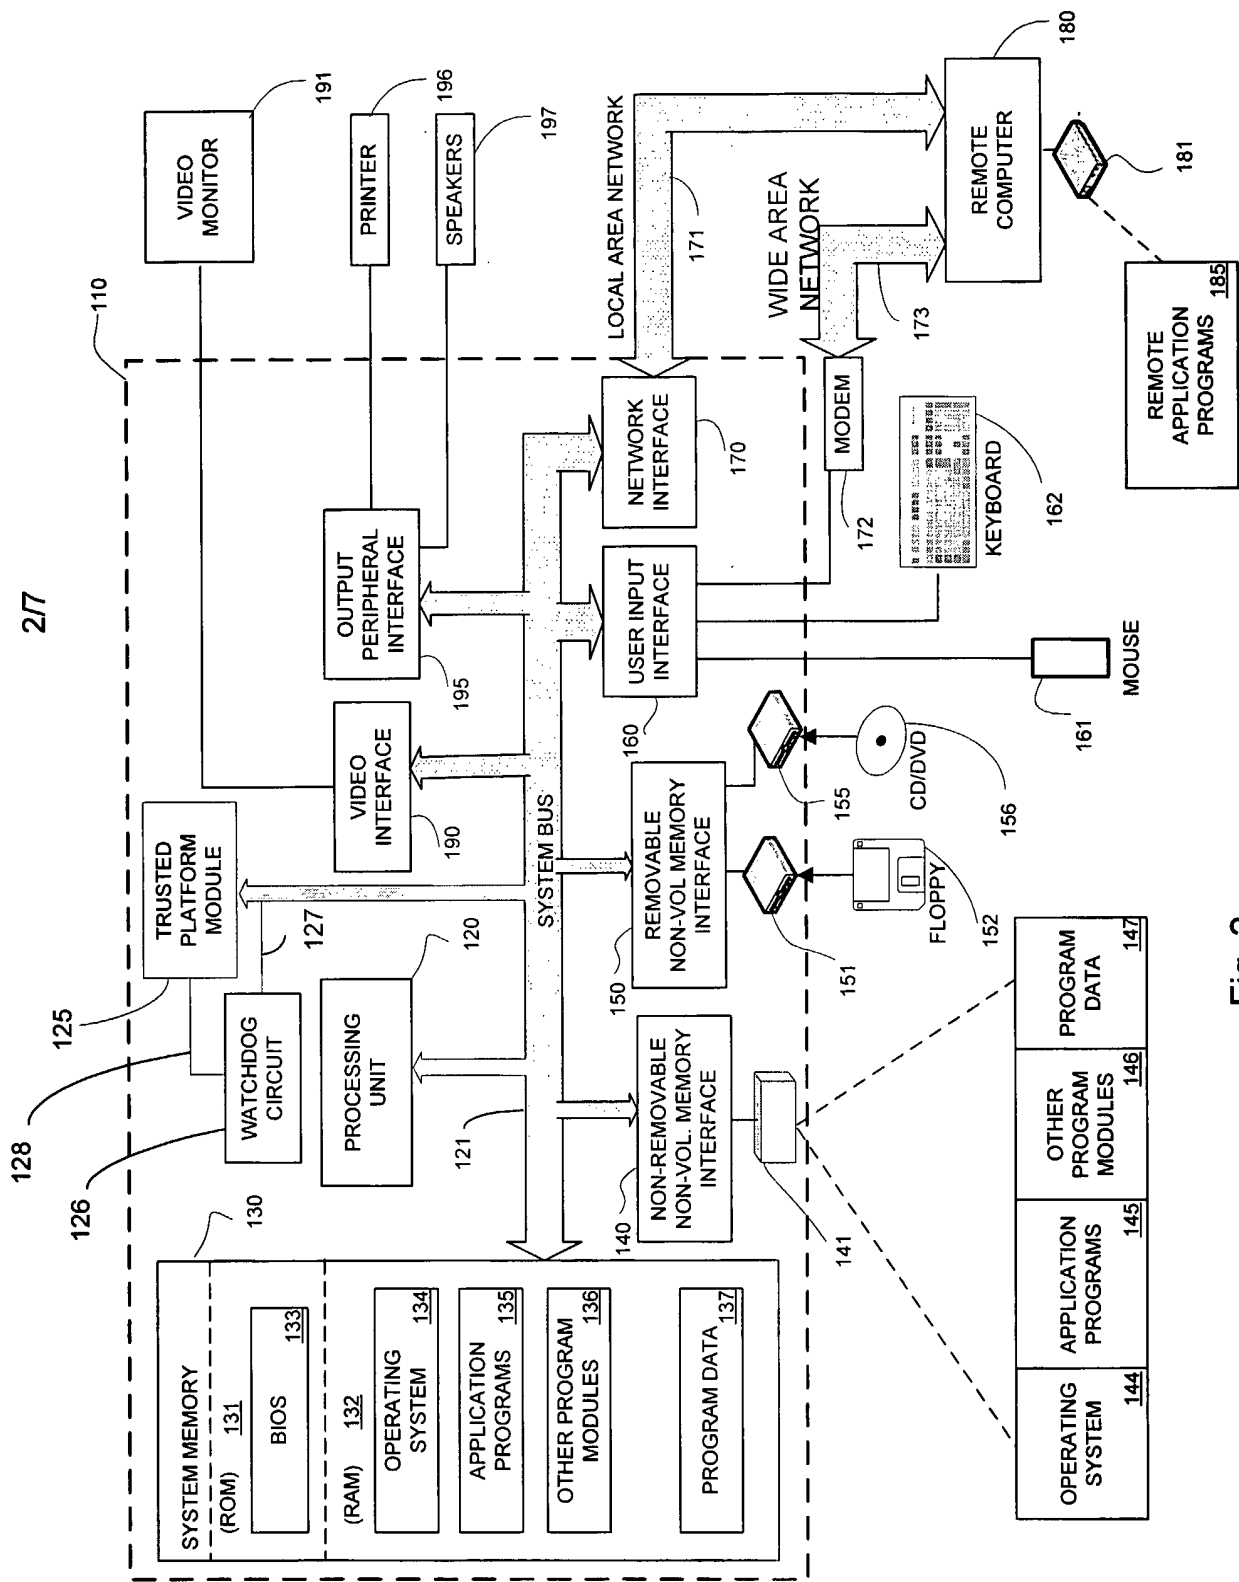 2/7
110
SYSTEM MEMORY
(ROM) 131
BIOS
133
(RAM) 132
OPERATING
SYSTEM
134
APPLICATION
PROGRAMS
135
OTHER PROGRAM
MODULES
136
PROGRAM DATA
137
130
126
128
125
WATCHDOG
CIRCUIT
127
TRUSTED
PLATFORM
MODULE
PROCESSING
UNIT
120
121
SYSTEM BUS
VIDEO
INTERFACE
190
OUTPUT
PERIPHERAL
INTERFACE
195
VIDEO
MONITOR
191
PRINTER
196
SPEAKERS
197
NON-REMOVABLE
NON-VOL. MEMORY
INTERFACE
140
141
REMOVABLE
NON-VOL MEMORY
INTERFACE
150
151
155
USER INPUT
INTERFACE
160
NETWORK
INTERFACE
170
LOCAL AREA NETWORK
171
WIDE AREA
NETWORK
173
MODEM
172
FLOPPY
152
CD/DVD
156
MOUSE
161
KEYBOARD
162
REMOTE
COMPUTER
180
181
REMOTE
APPLICATION
PROGRAMS
185
OPERATING
SYSTEM
144
APPLICATION
PROGRAMS
145
OTHER
PROGRAM
MODULES
146
PROGRAM
DATA
147